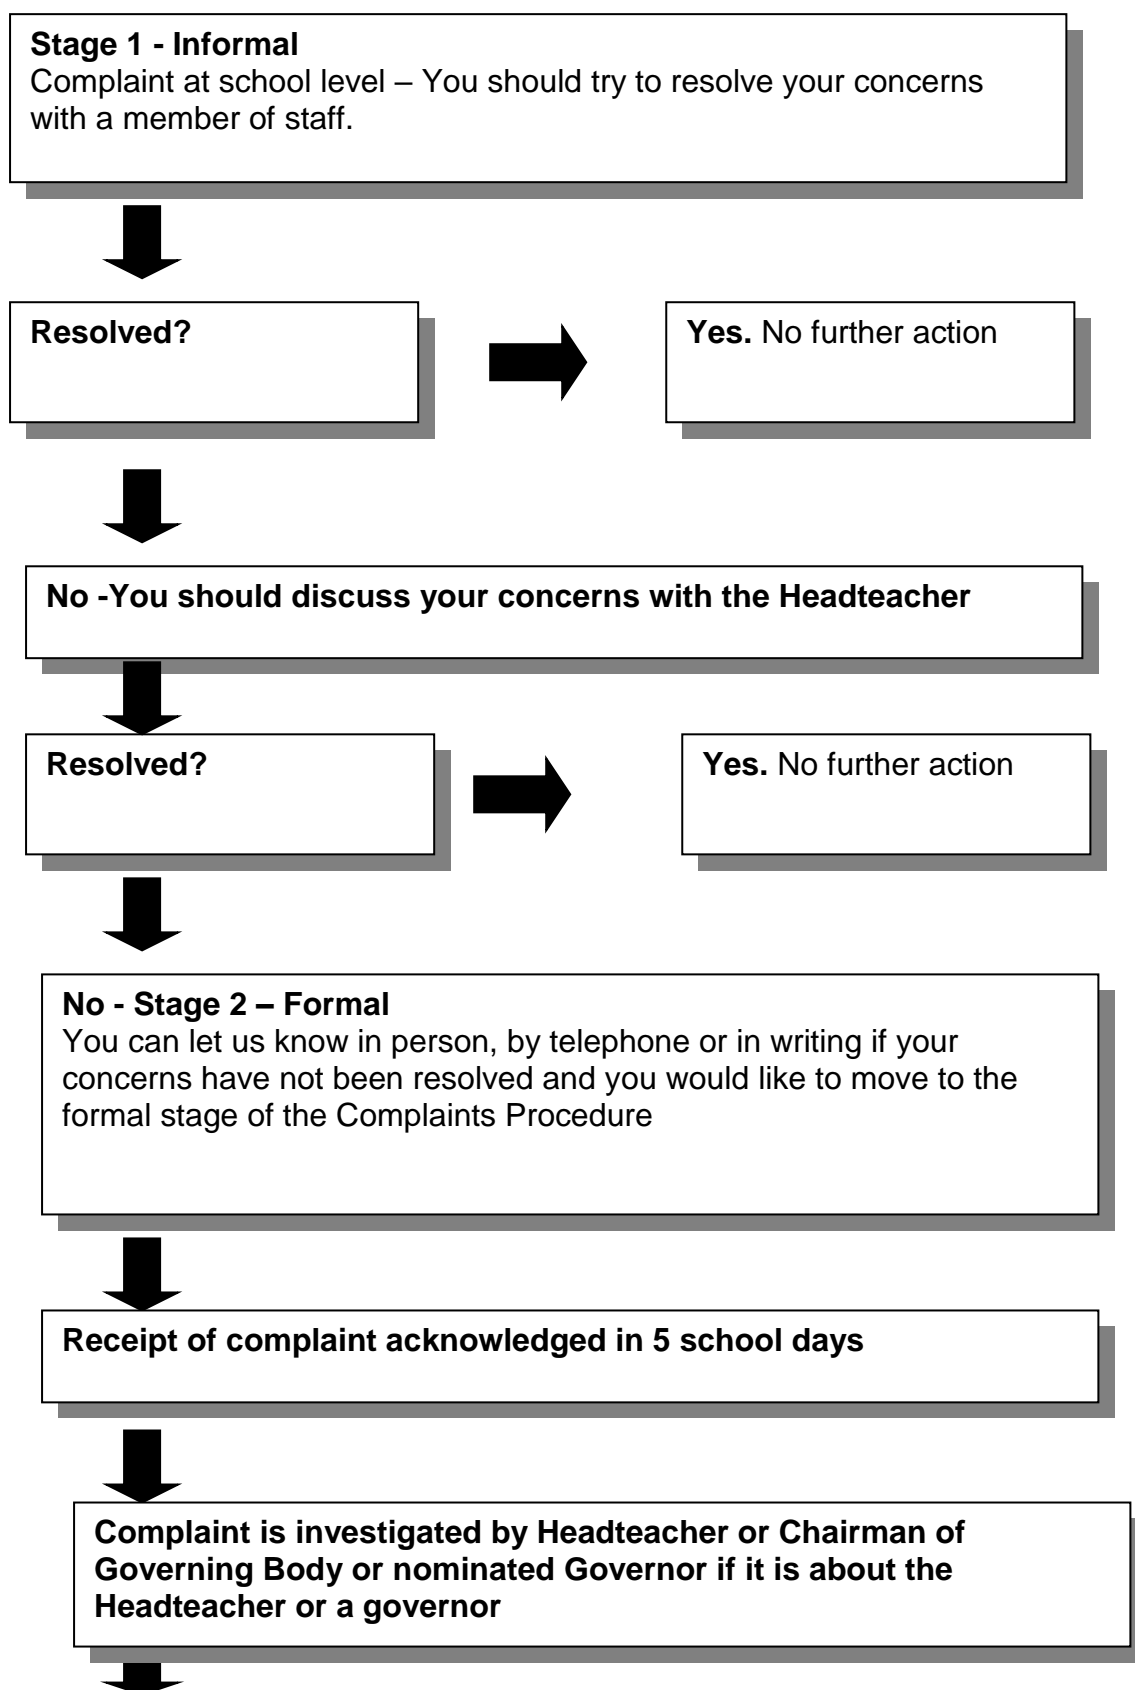 Stage 1 - Informal
Complaint at school level – You should try to resolve your concerns
with a member of staff.
Resolved?
Yes. No further action
No -You should discuss your concerns with the Headteacher
Resolved?
Yes. No further action
No - Stage 2 – Formal
You can let us know in person, by telephone or in writing if your
concerns have not been resolved and you would like to move to the
formal stage of the Complaints Procedure
Receipt of complaint acknowledged in 5 school days
Complaint is investigated by Headteacher or Chairman of
Governing Body or nominated Governor if it is about the
Headteacher or a governor